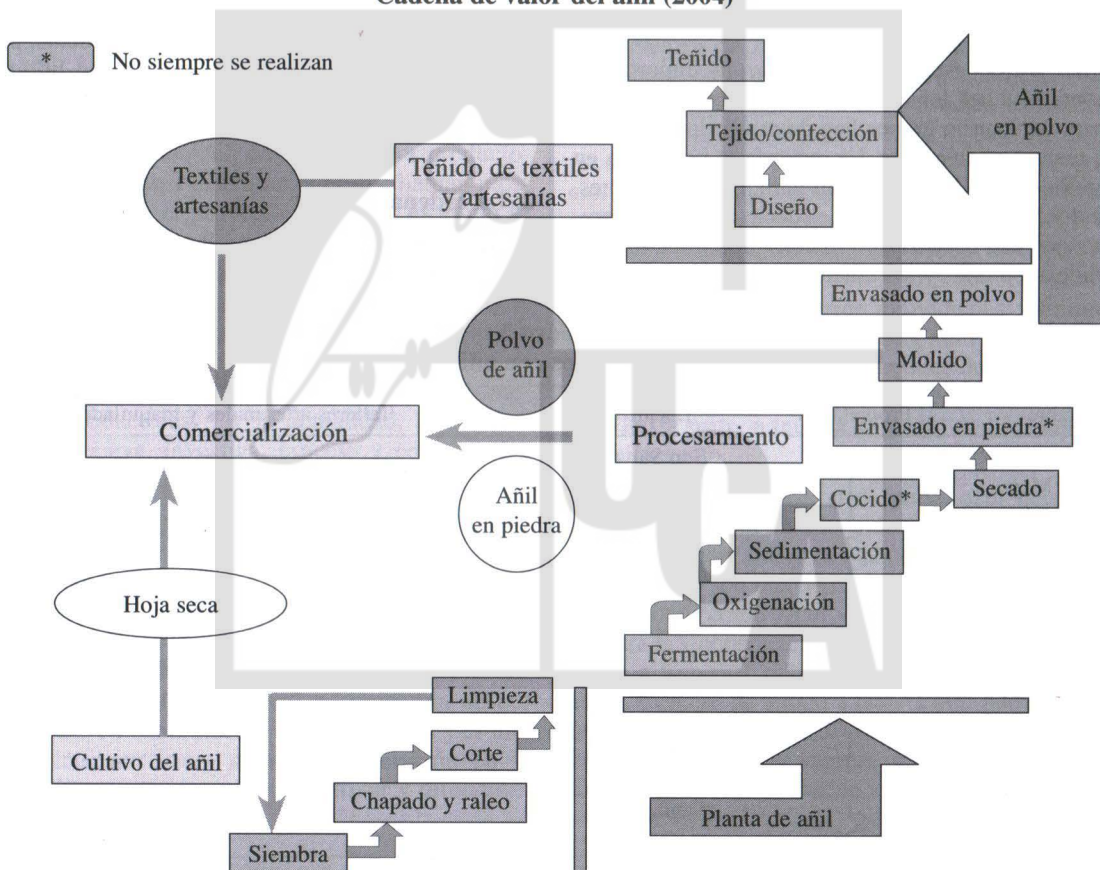 Cadena de valor del añil (2004)
*
No siempre se realizan
Textiles y
artesanías
Teñido de textiles
y artesanías
Teñido
Tejido/confección
Diseño
Añil
en polvo
Envasado en polvo
Molido
Envasado en piedra*
Secado
Cocido*
Sedimentación
Oxigenación
Fermentación
Procesamiento
Polvo
de añil
Añil
en piedra
Comercialización
Hoja seca
Cultivo del añil
Limpieza
Corte
Chapado y raleo
Siembra
Planta de añil
UCA